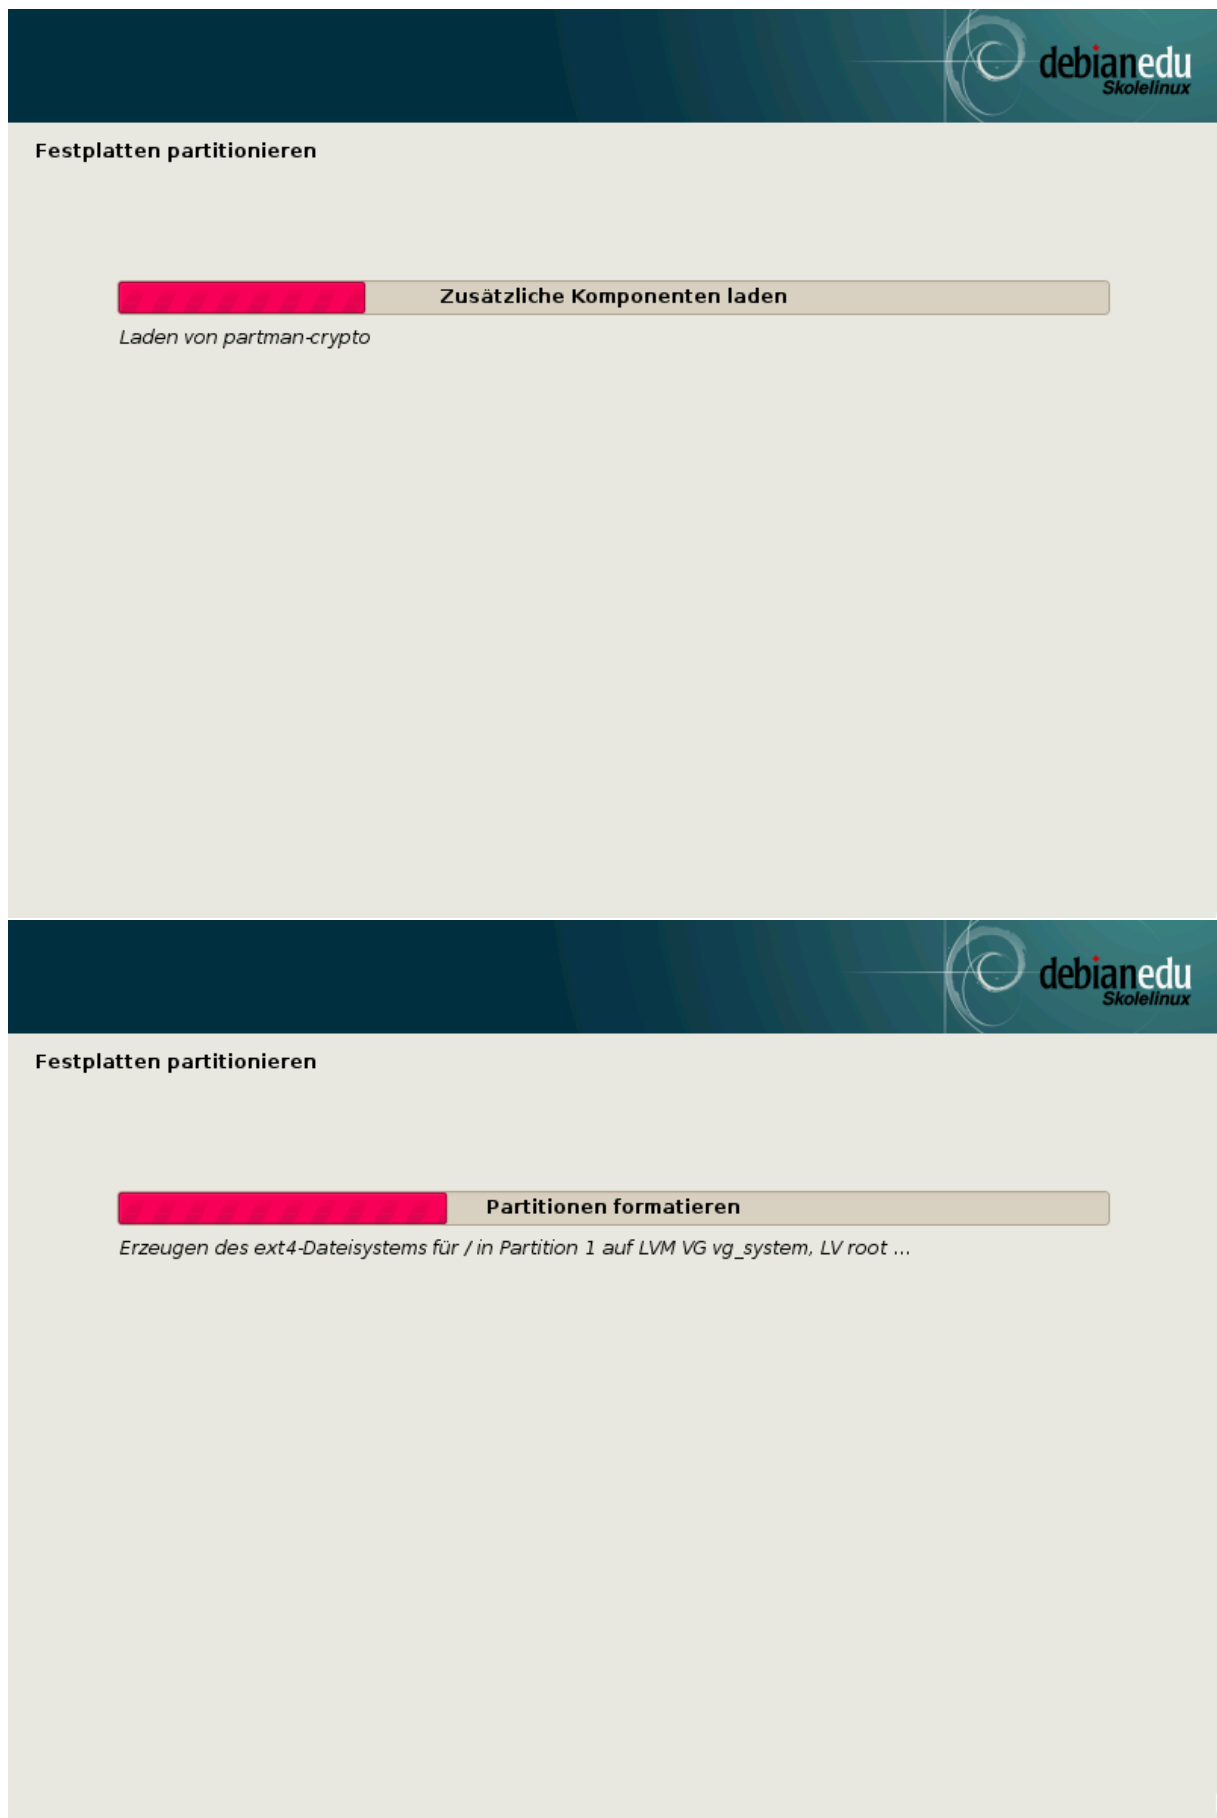 debianedu
Skolelinux
Festplatten partitionieren
Zusätzliche Komponenten laden
Laden von partman-crypto
debianedu
Skolelinux
Festplatten partitionieren
Partitionen formatieren
Erzeugen des ext4-Dateisystems für / in Partition 1 auf LVM VG vg_system, LV root ...